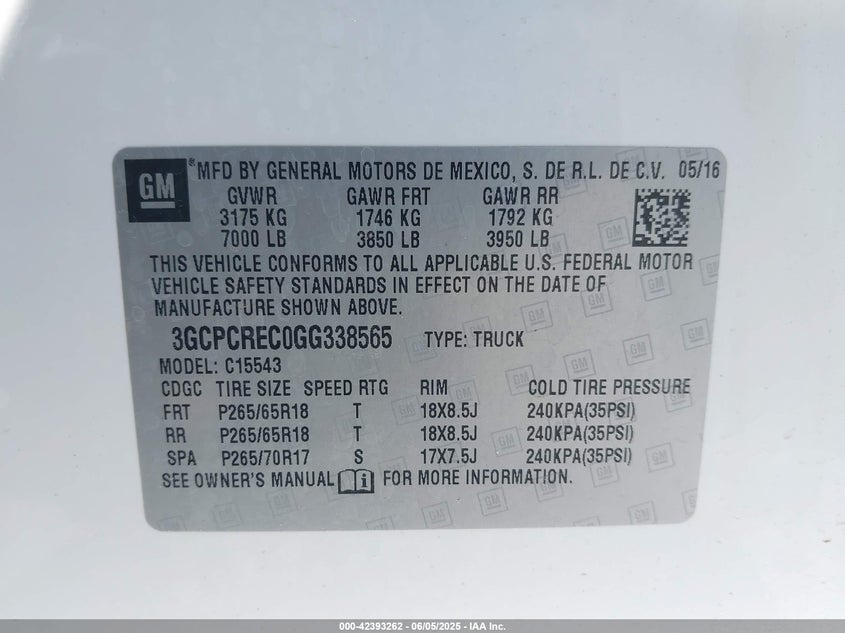 GM
® MFD BY GENERAL MOTORS DE MEXICO, S. DE R.L. DE C.V. 05/16
GVWR GAWR FRT GAWR RR
3175 KG 1746 KG 1792 KG
7000 LB 3850 LB 3950 LB
THIS VEHICLE CONFORMS TO ALL APPLICABLE U.S. FEDERAL MOTOR
VEHICLE SAFETY STANDARDS IN EFFECT ON THE DATE OF
MANUFACTURE SHOWN ABOVE.
3GCPCREC0GG338565 TYPE: TRUCK
MODEL: C15543
CDGC TIRE SIZE SPEED RTG RIM COLD TIRE PRESSURE
FRT P265/65R18 T 18X8.5J 240KPA(35PSI)
RR P265/65R18 T 18X8.5J 240KPA(35PSI)
SPA P265/70R17 S 17X7.5J 240KPA(35PSI)
SEE OWNER'S MANUAL FOR MORE INFORMATION.
000-42393262 - 06/05/2025 - IAA Inc.